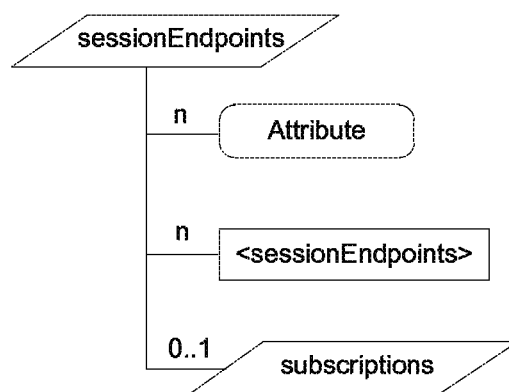 sessionEndpoints
n
Attribute
n
<sessionEndpoints>
0..1
subscriptions